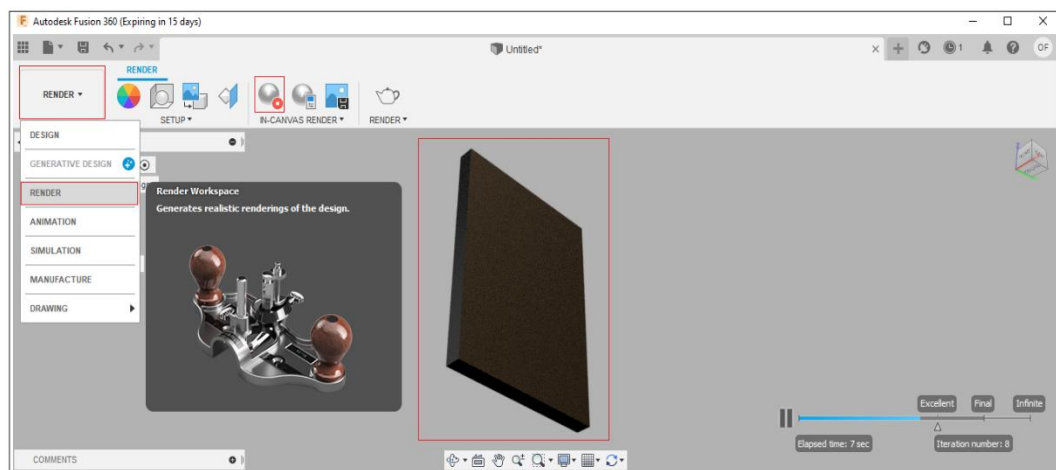 Autodesk Fusion 360 (Expiring in 15 days)
Untitled*
1
OF
RENDER
RENDER
SETUP
IN-CANVAS RENDER
RENDER
DESIGN
GENERATIVE DESIGN
RENDER
ANIMATION
SIMULATION
MANUFACTURE
DRAWING
Render Workspace
Generates realistic renderings of the design.
Excellent
Final
Infinite
Elapsed time: 7 sec
Iteration number: 8
COMMENTS